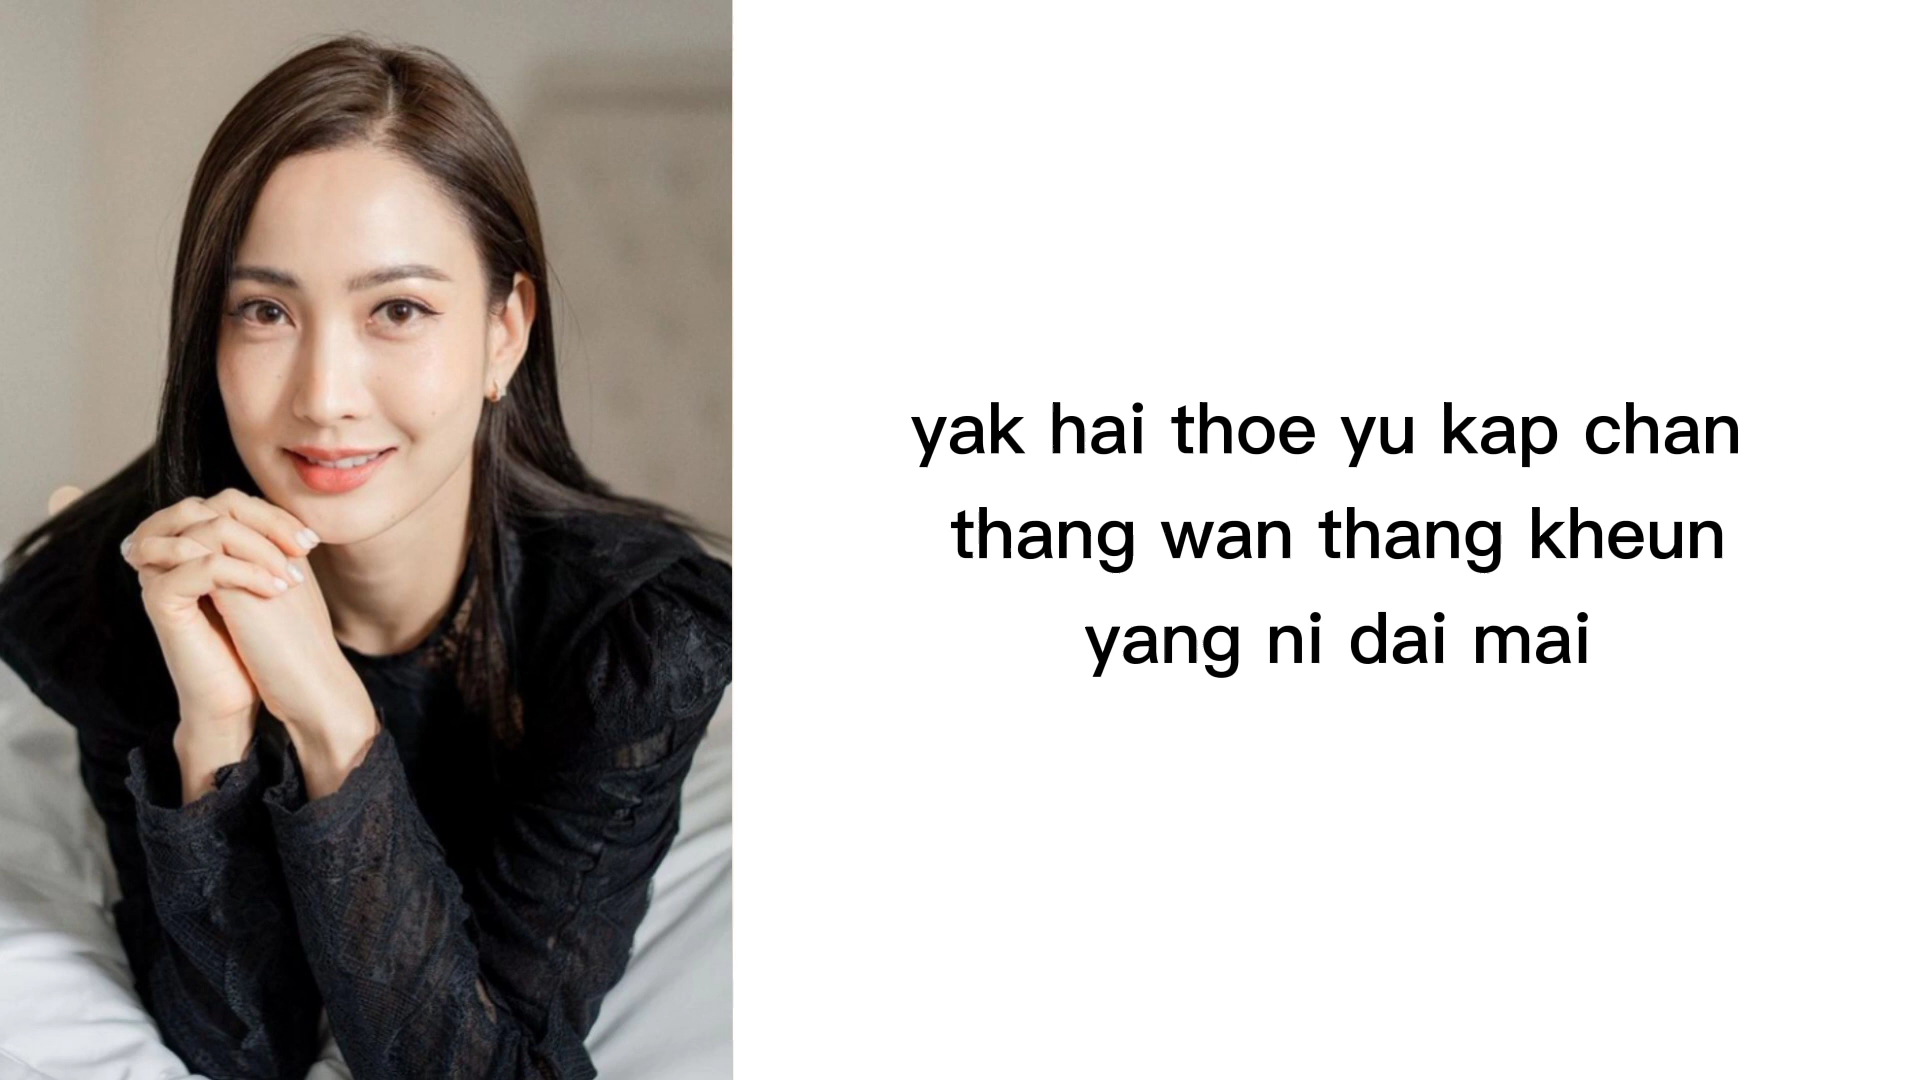 yak hai thoe yu kap chan
thang wan thang kheun
yang ni dai mai